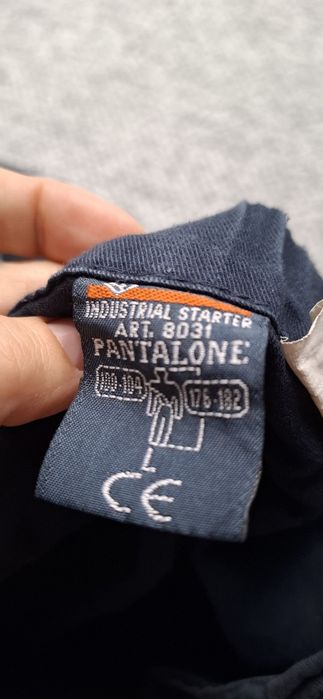 INDUSTRIAL STARTER
ART. 8031
PANTALONE
100-104
176-182
CE